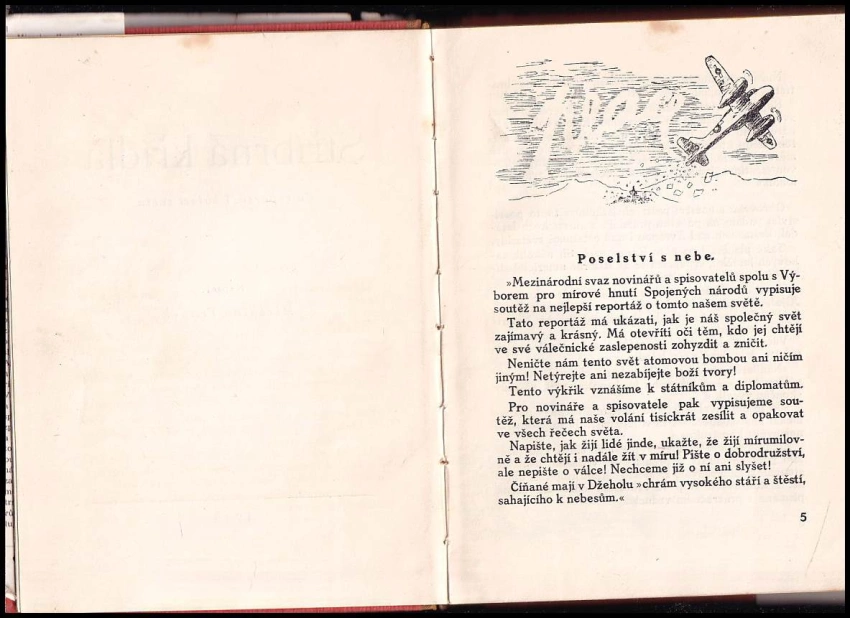 Poselství s nebe.
»Mezinárodní svaz novinářů a spisovatelů spolu s Vý-
borem pro mírové hnutí Spojených národů vypisuje
soutěž na nejlepší reportáž o tomto našem světě.
Tato reportáž má ukázati, jak je náš společný svět
zajímavý a krásný. Má otevříti oči těm, kdo jej chtějí
ve své válečnické zaslepenosti zohyzdit a zničit.
Neničte nám tento svět atomovou bombou ani ničím
jiným! Netýrejte ani nezabíjejte boží tvory!
Tento výkřik vznášíme k státníkům a diplomatům.
Pro novináře a spisovatele pak vypisujeme sou-
těž, která má naše volání tisíckrát zesílit a opakovat
ve všech řečech světa.
Napište, jak žijí lidé jinde, ukažte, že žijí mírumilov-
ně a že chtějí i nadále žít v míru! Pište o dobrodružství,
ale nepište o válce! Nechceme již o ní ani slyšet!
Číňané mají v Džeholu »chrám vysokého stáří a štěstí,
sahajícího k nebesům.«
5